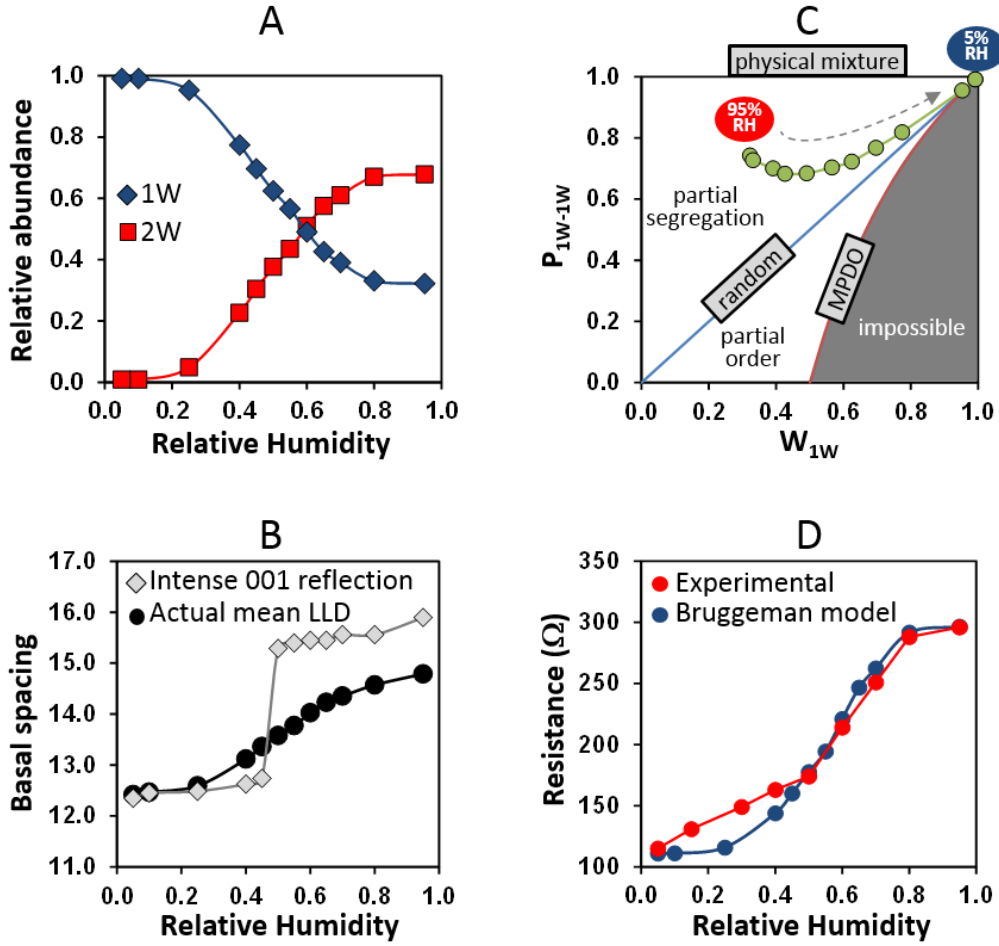 A
Relative abundance
1.0
0.8
0.6
0.4
0.2
0.0
1W
2W
0.0 0.2 0.4 0.6 0.8 1.0
Relative Humidity
C
5%
RH
physical mixture
P1W-1W
1.0
0.8
0.6
0.4
0.2
0.0
95%
RH
partial
segregation
random
MPDO
partial
order
impossible
0.0 0.2 0.4 0.6 0.8 1.0
W1W
B
Basal spacing
17.0
16.0
15.0
14.0
13.0
12.0
11.0
Intense 001 reflection
Actual mean LLD
0.0 0.2 0.4 0.6 0.8 1.0
Relative Humidity
D
Resistance (Ω)
350
300
250
200
150
100
Experimental
Bruggeman model
0.0 0.2 0.4 0.6 0.8 1.0
Relative Humidity